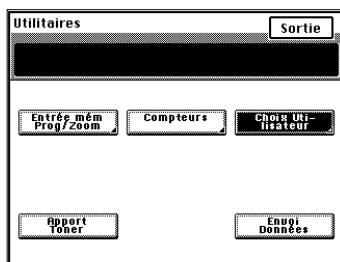 Utilitaires
Sortie
Entrée mém
Prog/Zoom
Compteurs
Choix Uti-
lisateur
Apport
Toner
Envoi
Données